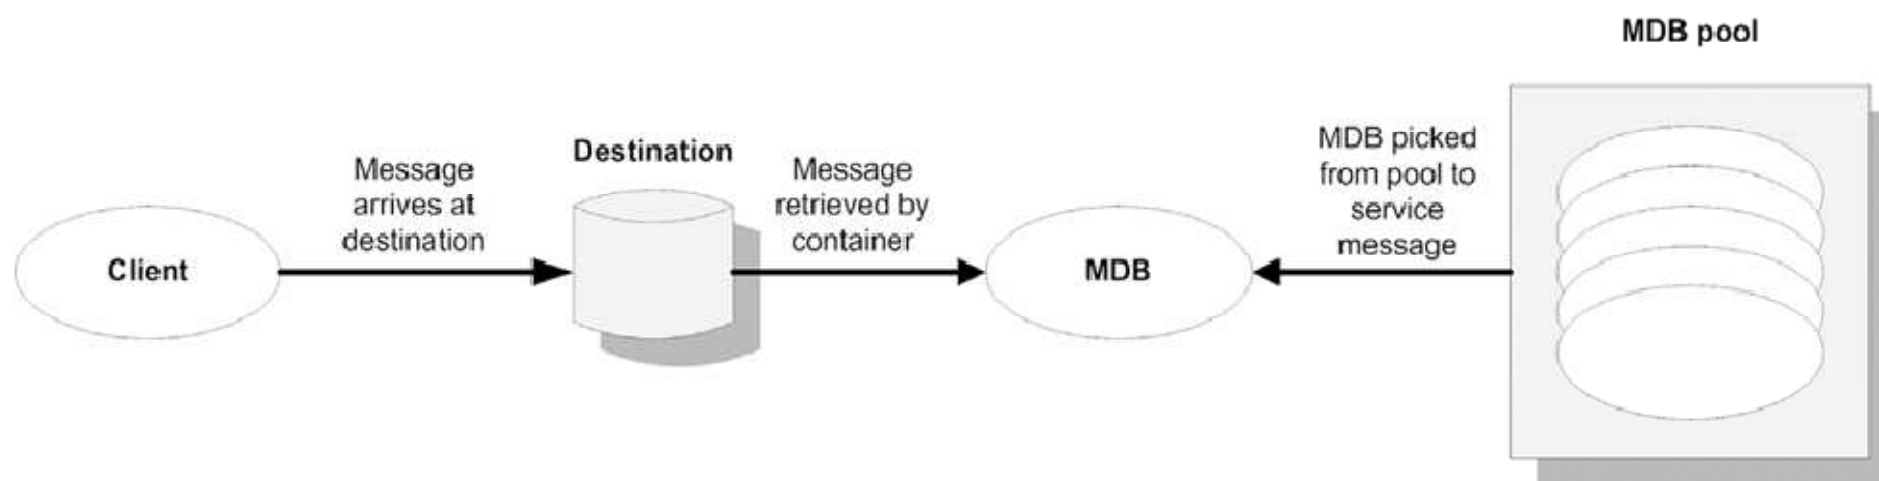 MDB pool
Message
arrives at
destination
Destination
Message
retrieved by
container
MDB picked
from pool to
service
message
Client
MDB